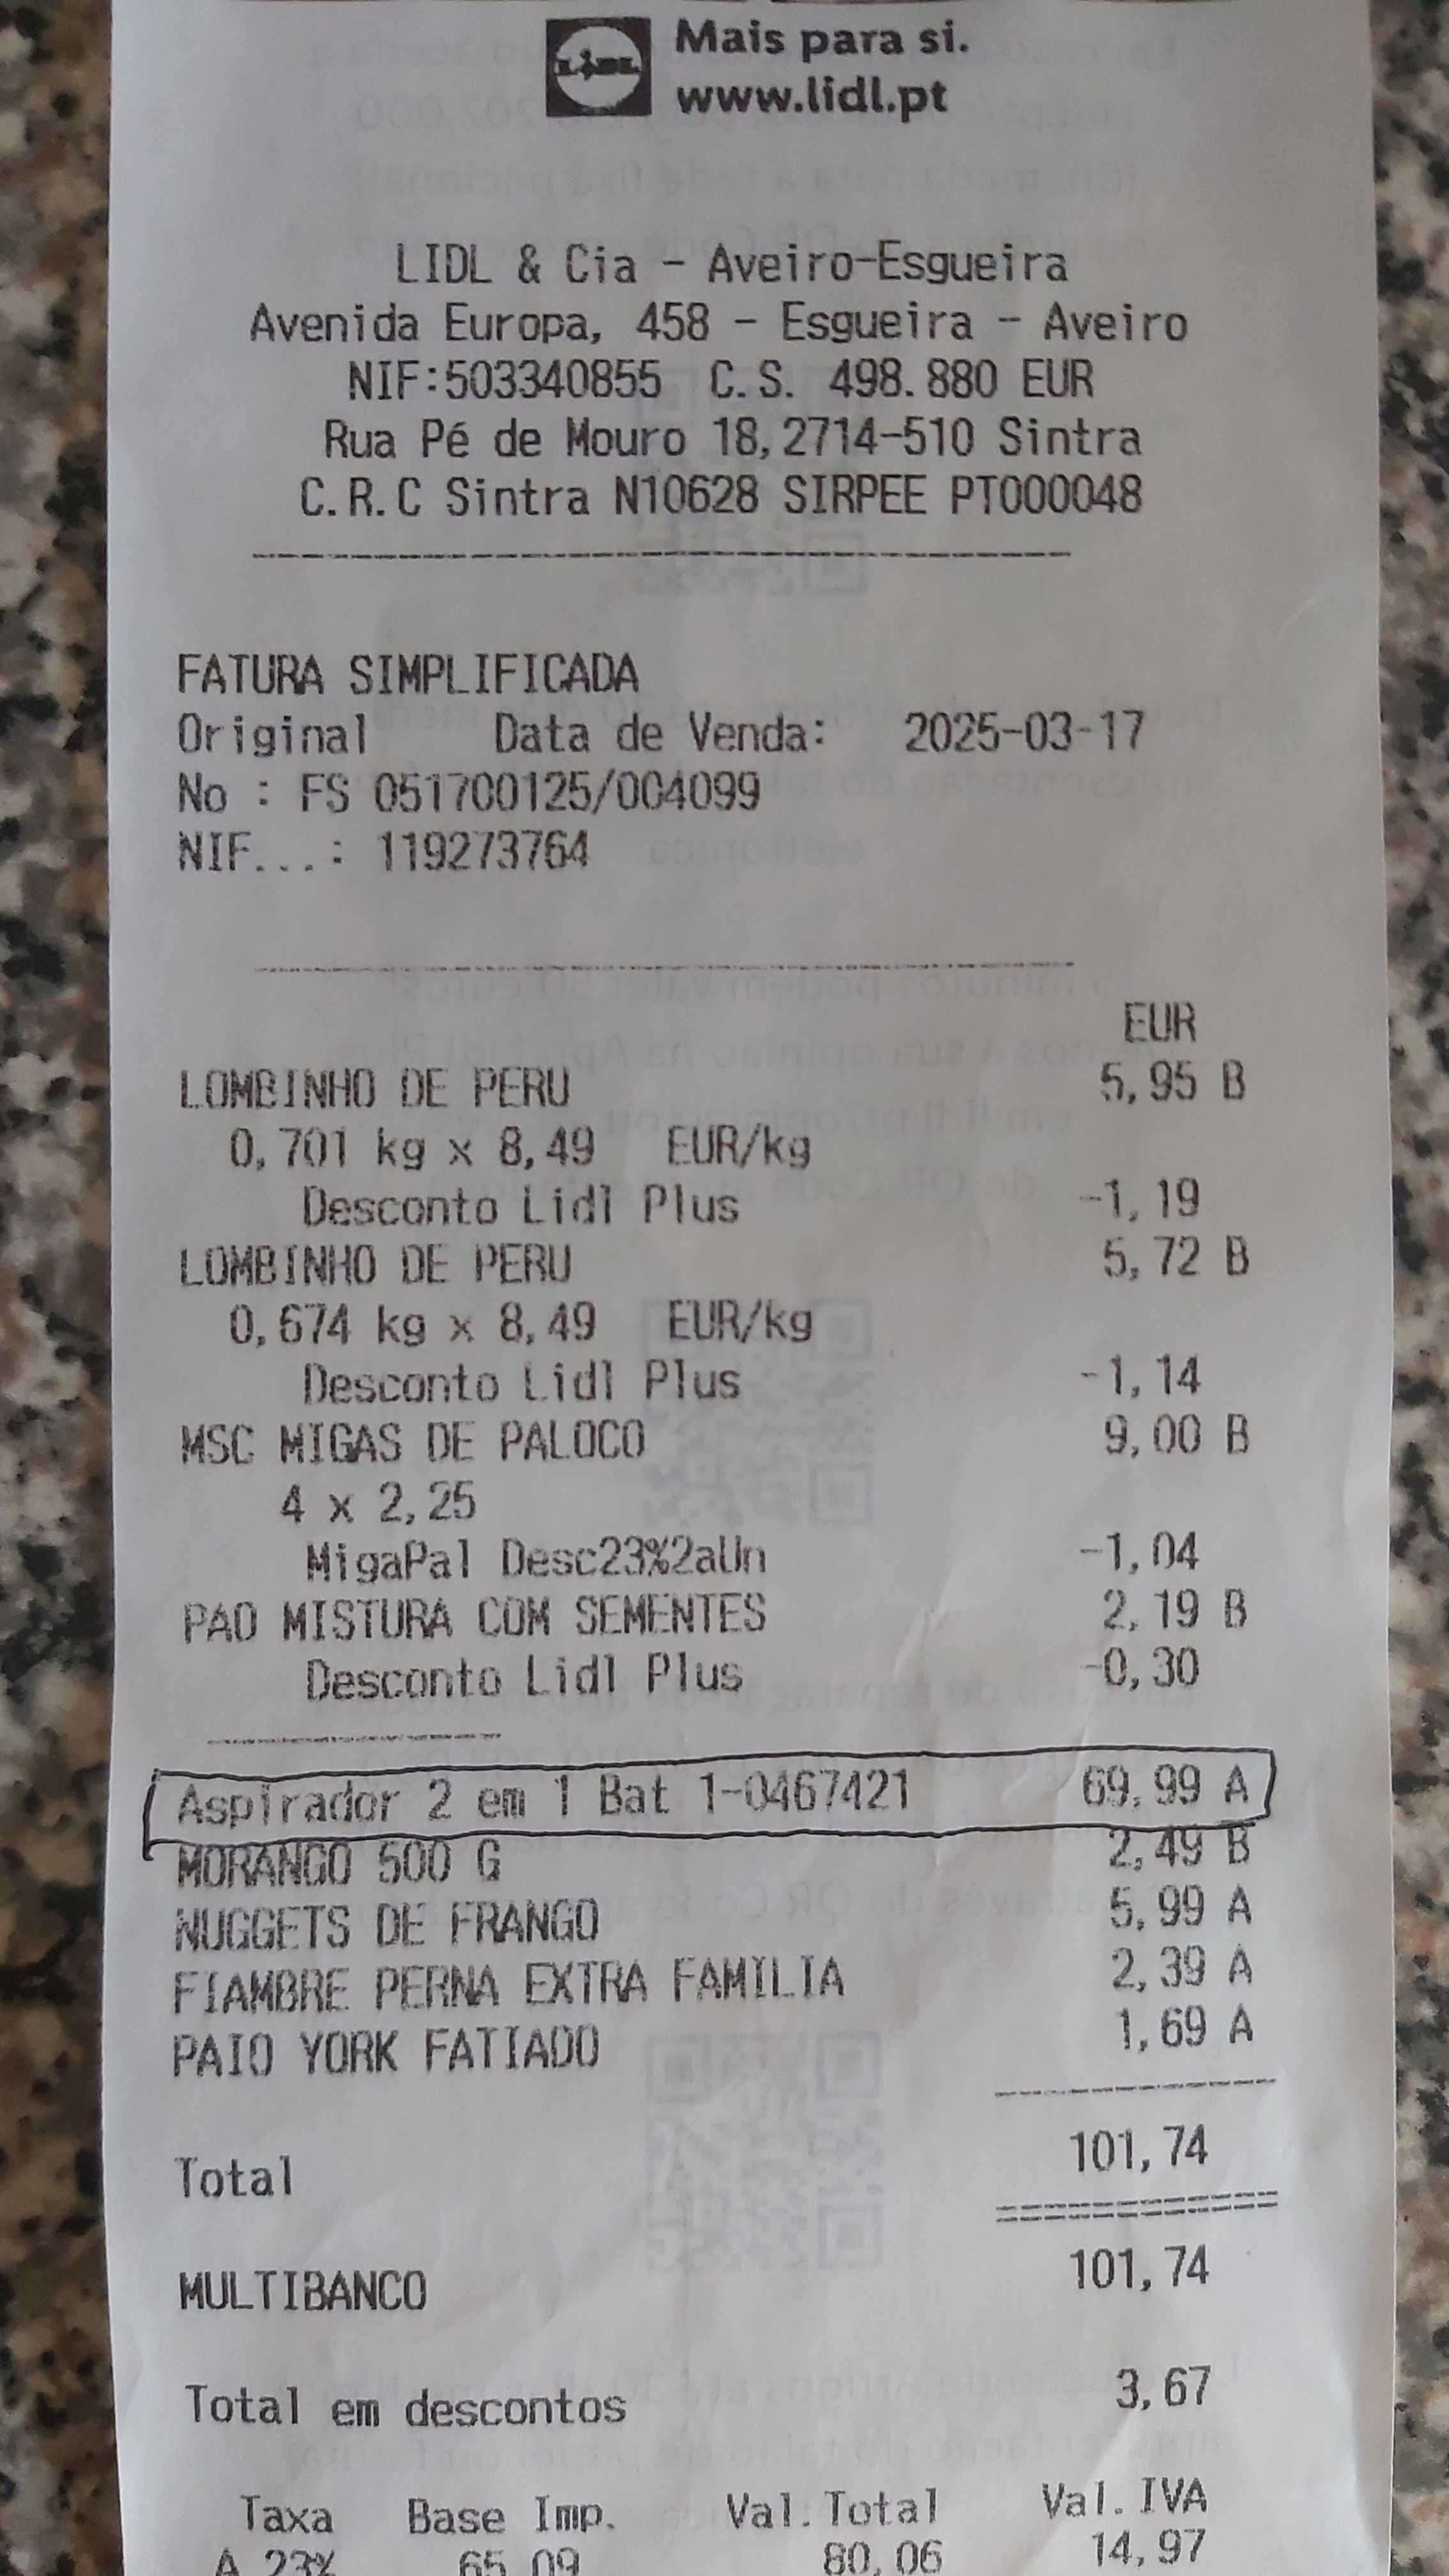 LIDL
Mais para si.
www.lidl.pt
LIDL & Cia - Aveiro-Esgueira
Avenida Europa, 458 - Esgueira - Aveiro
NIF:503340855 C.S. 498.880 EUR
Rua Pé de Mouro 18,2714-510 Sintra
C.R.C Sintra N10628 SIRPEE PT000048
FATURA SIMPLIFICADA
Original Data de Venda: 2025-03-17
No : FS 051700125/004099
NIF...: 119273764
EUR
LOMBINHO DE PERU 5,95 B
0,701 kg x 8,49 EUR/kg
Desconto Lidl Plus -1,19
LOMBINHO DE PERU 5,72 B
0,674 kg x 8,49 EUR/kg
Desconto Lidl Plus -1,14
MSC MIGAS DE PALOCO 9,00 B
4 x 2,25
MigaPal Desc23%2aUn -1,04
PAO MISTURA COM SEMENTES 2,19 B
Desconto Lidl Plus -0,30
Aspirador 2 em 1 Bat 1-0467421 69,99 A
MORANGO 500 G 2,49 B
NUGGETS DE FRANGO 5,99 A
FIAMBRE PERNA EXTRA FAMILIA 2,39 A
PAIO YORK FATIADO 1,69 A
Total 101,74
MULTIBANCO 101,74
Total em descontos 3,67
Taxa Base Imp. Val.Total Val.IVA
A 23% 65,09 80,06 14,97